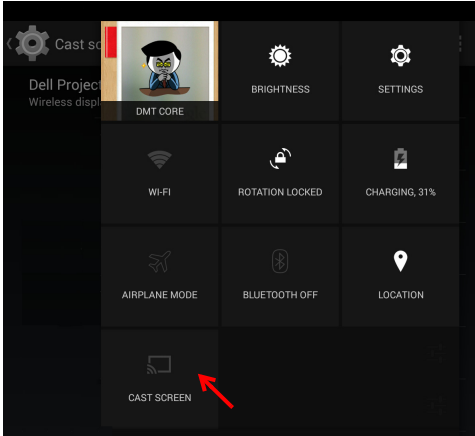 Cast sc
Dell Project
Wireless displ
DMT CORE
BRIGHTNESS
SETTINGS
WI-FI
ROTATION LOCKED
CHARGING, 31%
AIRPLANE MODE
BLUETOOTH OFF
LOCATION
CAST SCREEN